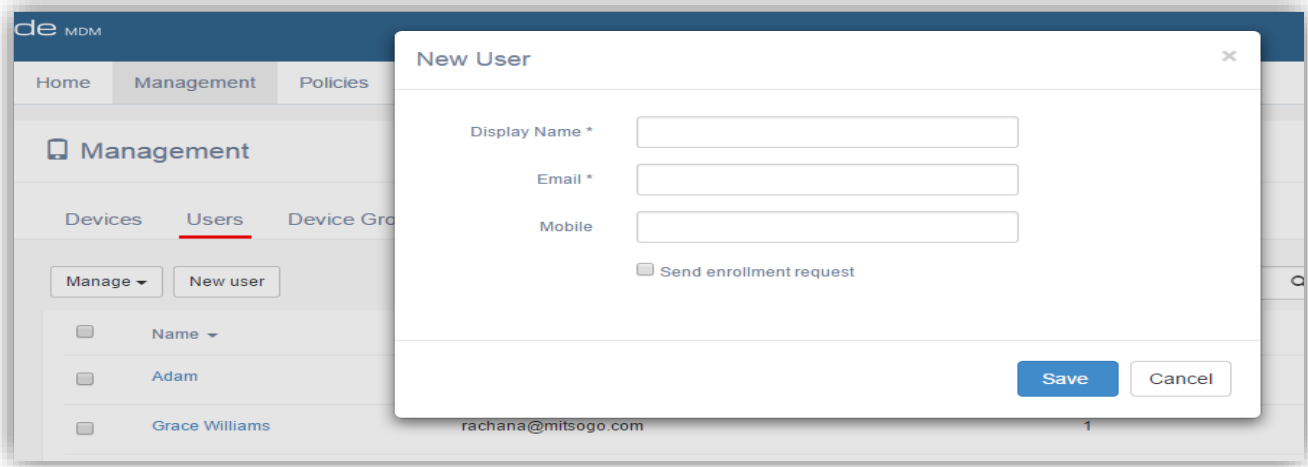 de MDM
New User ×
Home Management Policies
Display Name *
Management
Email *
Devices Users Device Gro
Mobile
Send enrollment request
Manage New user
Name
Adam
Save Cancel
Grace Williams rachana@mitsogo.com 1